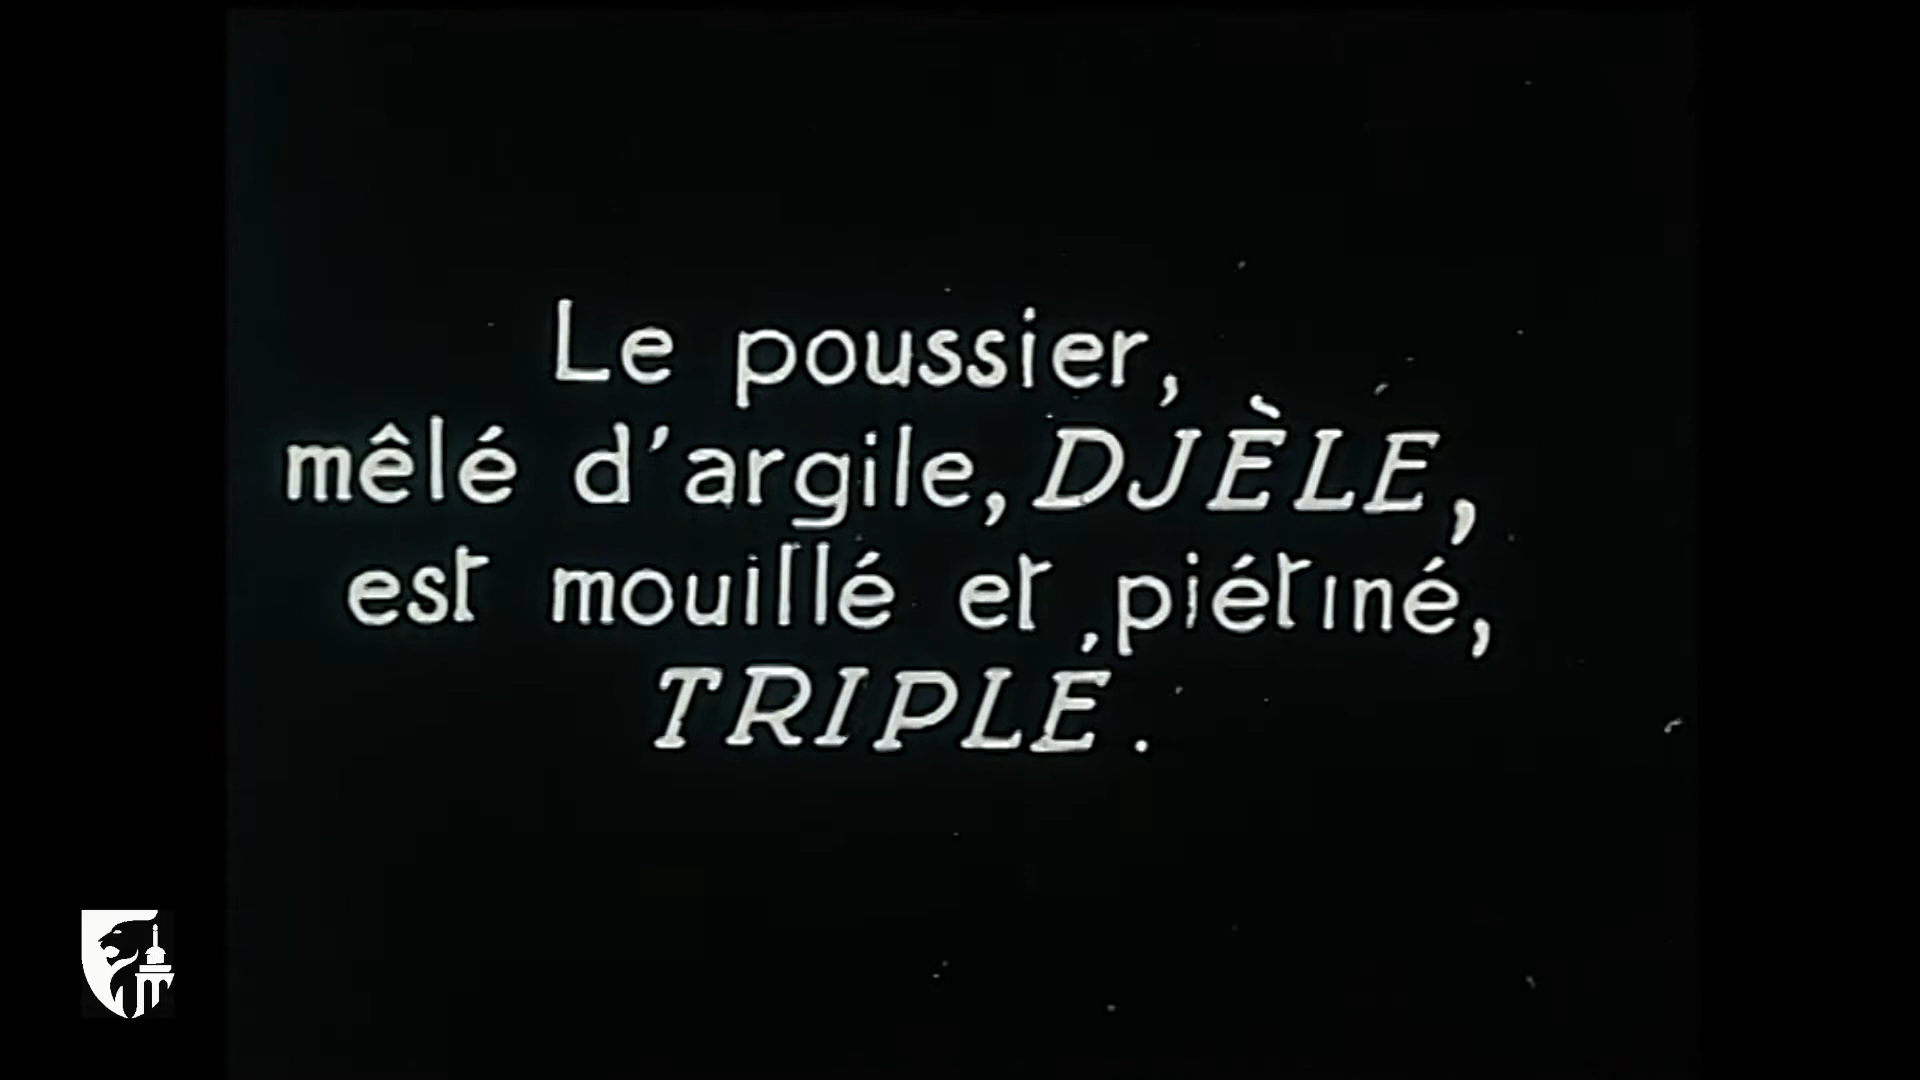 Le poussier,
mêlé d'argile, DJÈLE,
est mouillé et piétiné,
TRIPLÉ.